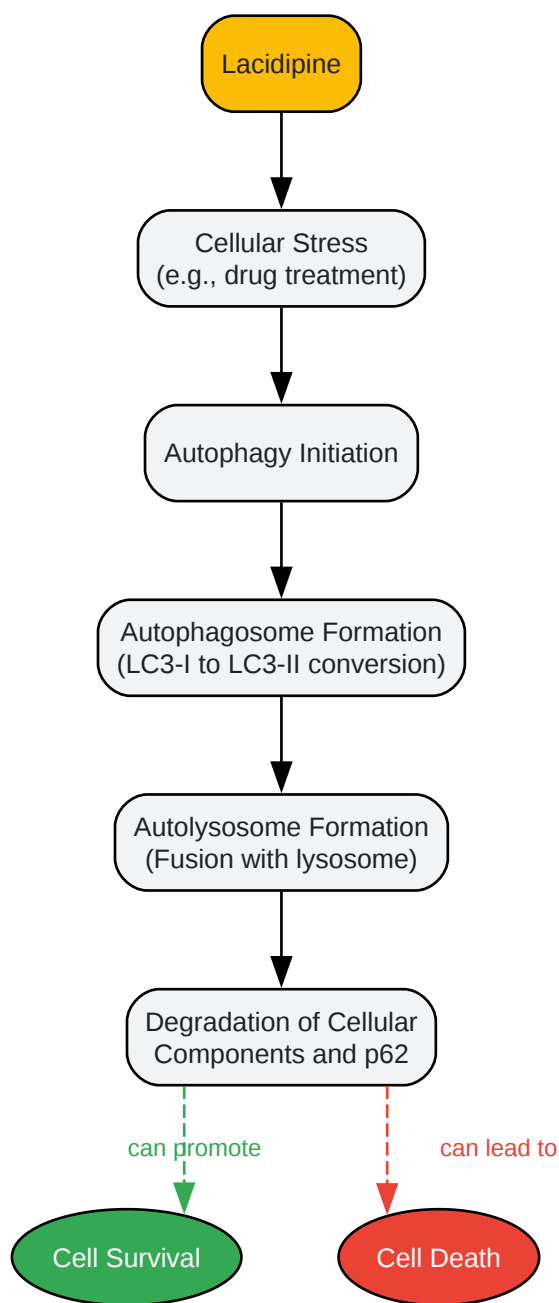 Lacidipine
Cellular Stress
(e.g., drug treatment)
Autophagy Initiation
Autophagosome Formation
(LC3-I to LC3-II conversion)
Autolysosome Formation
(Fusion with lysosome)
Degradation of Cellular
Components and p62
can promote
can lead to
Cell Survival
Cell Death